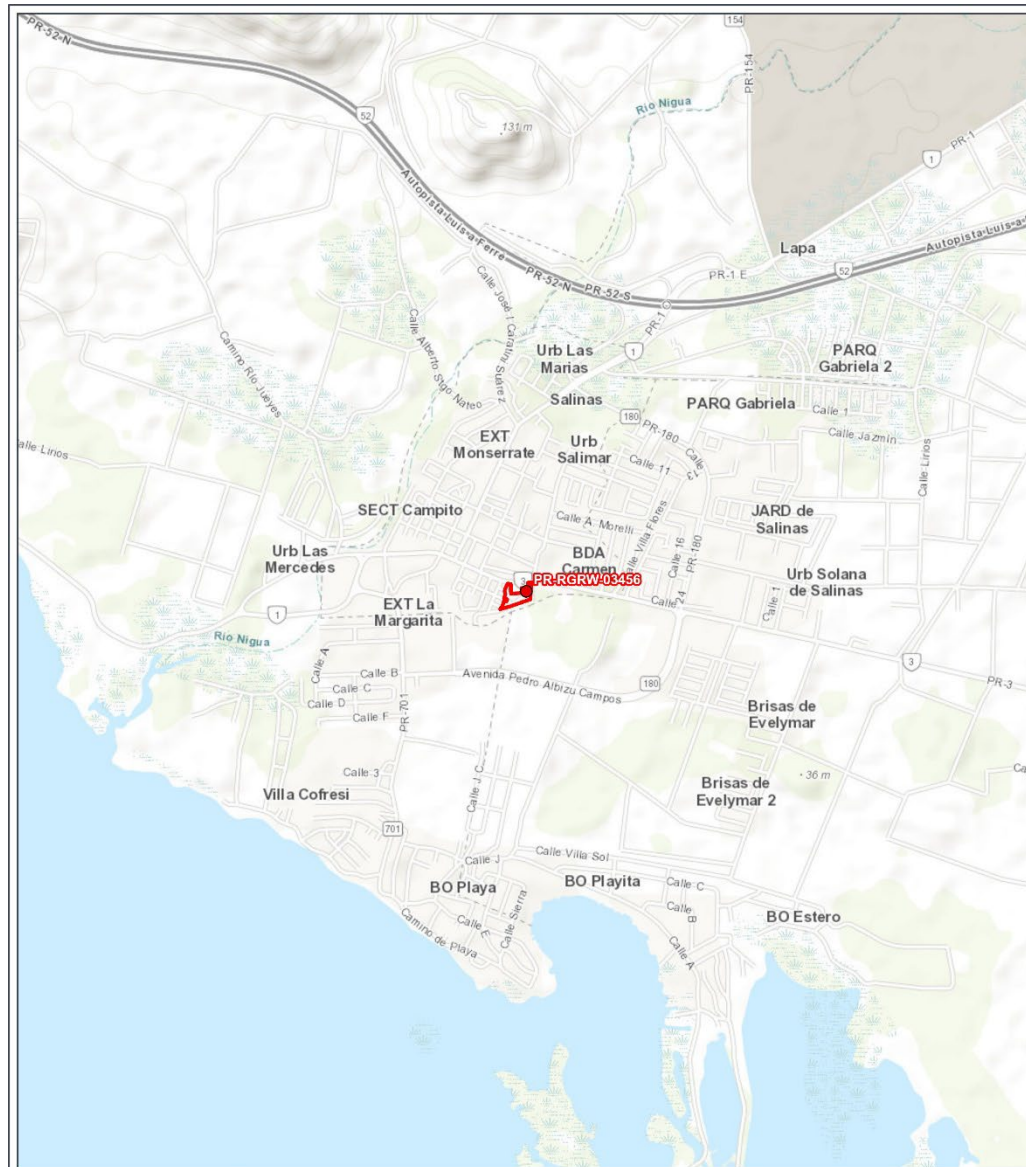 PR-52-N
154
PR-154
Río Nigua
52
131 m
PR-1
1
Autopista Luis a Ferre
Lapa
Autopista Luis a
52
PR-1 E
PR-52-N
PR-52-S
PR-1 O
Calle José I Caratini Suárez
Calle Alberto Sigo Nateo
Camino Río Jueyes
1
Urb Las
Marias
PARQ
Gabriela 2
Salinas
PARQ Gabriela
Calle 1
180
PR-180
Calle Jazmín
Calle Lirios
EXT
Monserrate
Urb
Salimar
Calle 11
Calle 13
Calle Lirios
SECT Campito
Calle A Morelli
Calle Villa Flores
JARD de
Salinas
Calle 16
PR-180
Urb Las
Mercedes
BDA
Carmen
3
PR-RGRW-03456
Urb Solana
de Salinas
Calle 24
Calle 1
EXT La
Margarita
1
Río Nigua
Calle A
3
Calle B
Avenida Pedro Albizu Campos
180
PR-3
Calle C
Calle D
Calle F
PR-701
Brisas de
Evelymar
36 m
Calle 3
Calle J C
Brisas de
Evelymar 2
Villa Cofresi
701
Calle J
Calle Villa Sol
BO Playa
BO Playita
Calle C
Calle Sierra
Calle B
BO Estero
Calle E
Camino de Playa
Calle A